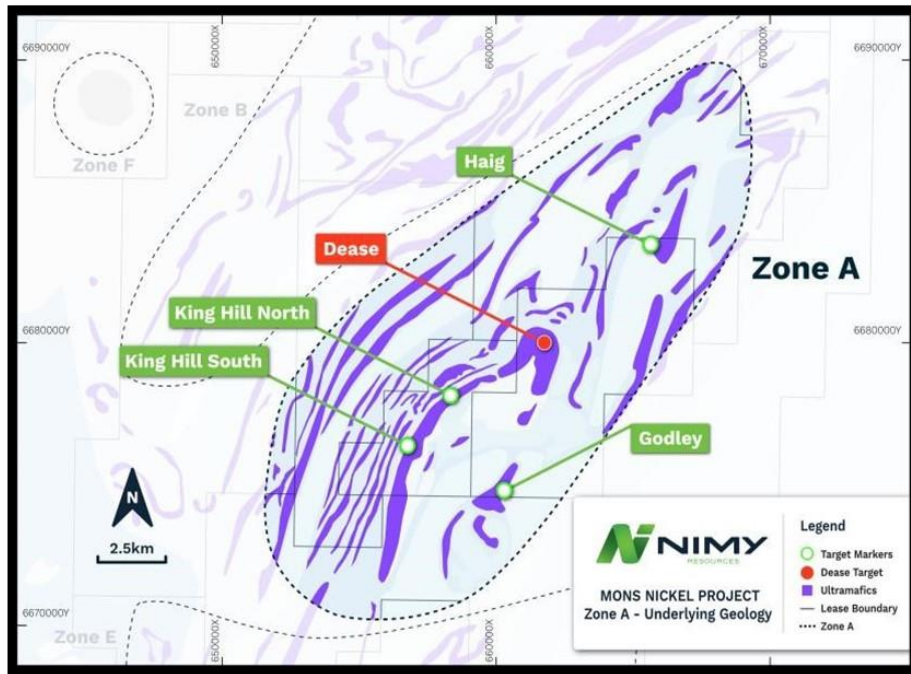 6690000Y
650000X
660000X
670000X
6690000Y
Zone B
Zone F
Haig
Dease
Zone A
King Hill North
6680000Y
6680000Y
King Hill South
Godley
N
2.5km
NIMY
RESOURCES
MONS NICKEL PROJECT
Zone A - Underlying Geology
Legend
Target Markers
Dease Target
Ultramafics
Lease Boundary
Zone A
6670000Y
Zone E
650000X
660000X